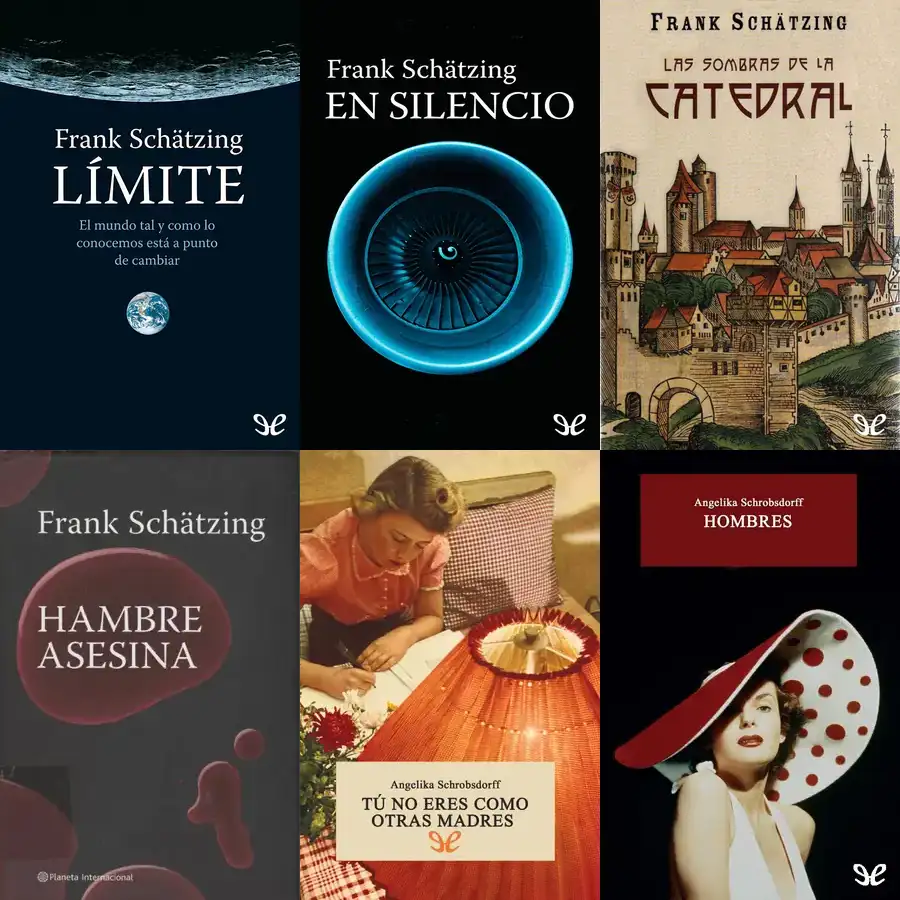 Frank Schätzing
LÍMITE
El mundo tal y como lo
conocemos está a punto
de cambiar
Frank Schätzing
EN SILENCIO
FRANK SCHÄTZING
LAS SOMBRAS DE LA
CATEDRAL
Frank Schätzing
HAMBRE
ASESINA
Planeta Internacional
Angelika Schrobsdorff
TÚ NO ERES COMO
OTRAS MADRES
Angelika Schrobsdorff
HOMBRES